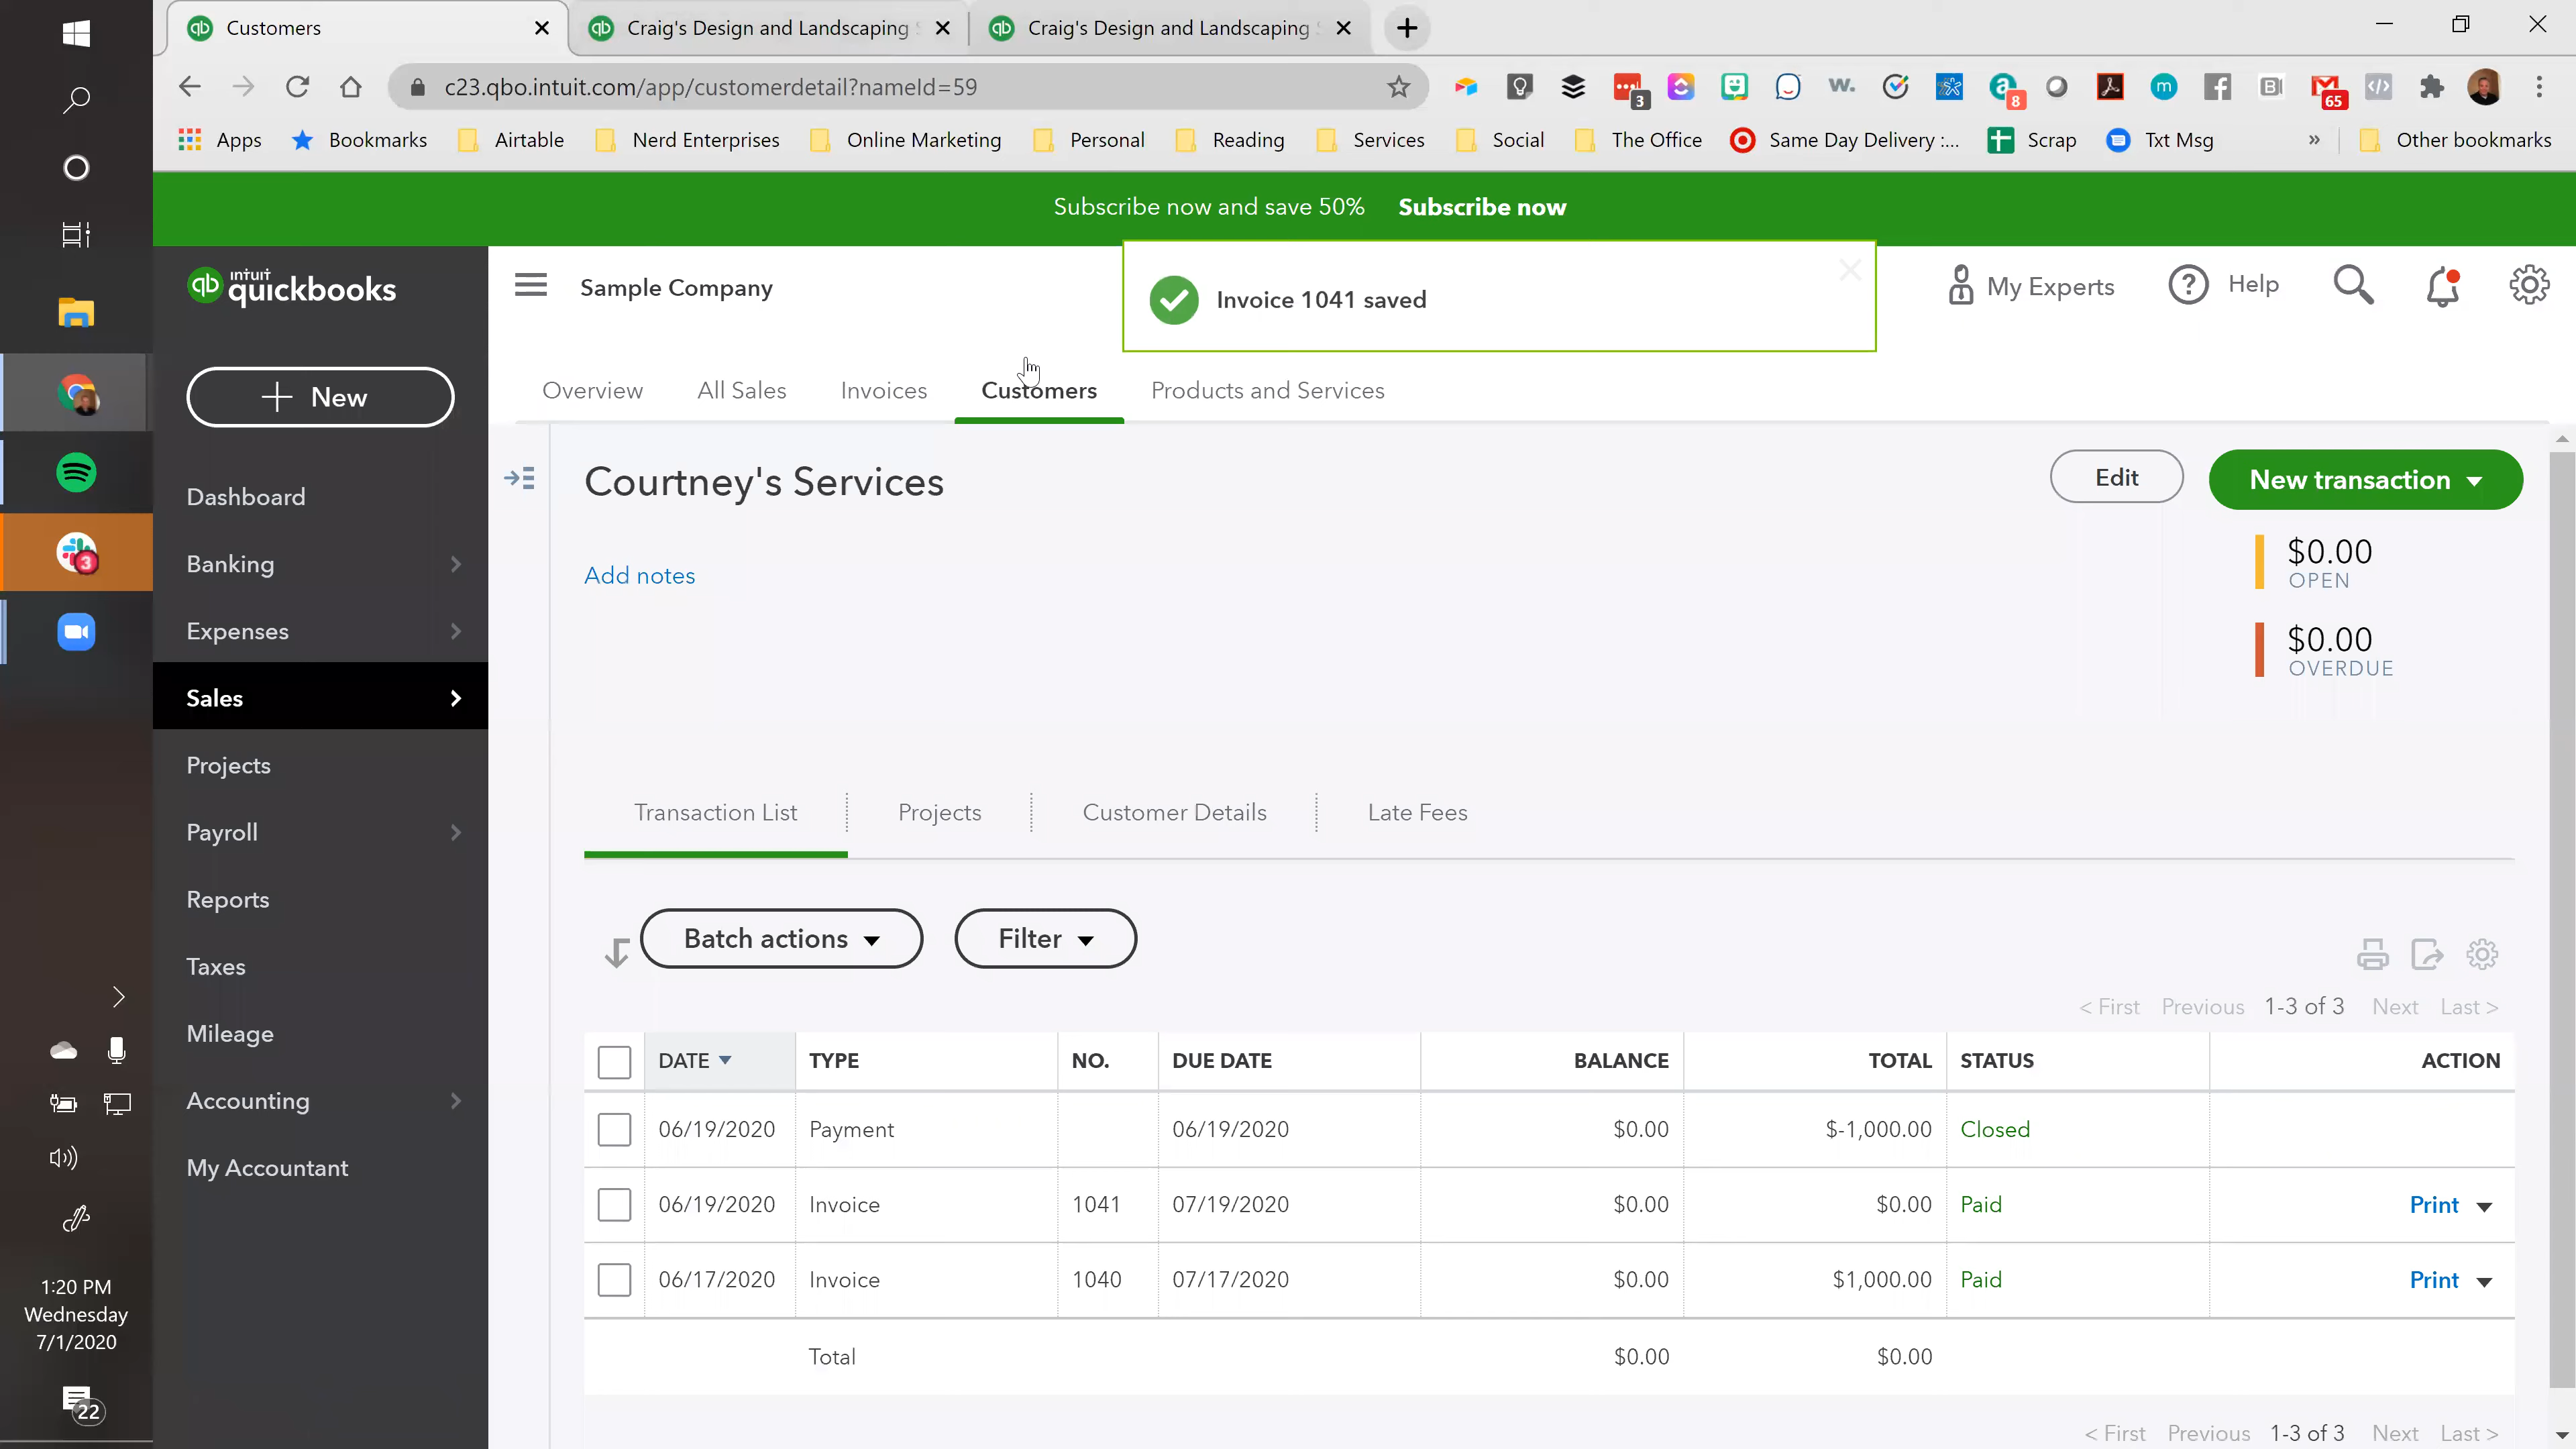 Customers
Craig's Design and Landscaping
Craig's Design and Landscaping
c23.qbo.intuit.com/app/customerdetail?nameId=59
3
8
65
Apps Bookmarks Airtable Nerd Enterprises Online Marketing Personal Reading Services Social The Office Same Day Delivery :... Scrap Txt Msg » Other bookmarks
Subscribe now and save 50% Subscribe now
intuit
quickbooks
Sample Company
Invoice 1041 saved
My Experts
Help
New
Overview All Sales Invoices Customers Products and Services
Dashboard
Banking
Expenses
Sales
Projects
Payroll
Reports
Taxes
Mileage
Accounting
My Accountant
Courtney's Services
Edit
New transaction
Add notes
$0.00
OPEN
$0.00
OVERDUE
Transaction List Projects Customer Details Late Fees
Batch actions Filter
< First Previous 1-3 of 3 Next Last >
DATE TYPE NO. DUE DATE BALANCE TOTAL STATUS ACTION
06/19/2020 Payment 06/19/2020 $0.00 $-1,000.00 Closed
06/19/2020 Invoice 1041 07/19/2020 $0.00 $0.00 Paid Print
06/17/2020 Invoice 1040 07/17/2020 $0.00 $1,000.00 Paid Print
Total $0.00 $0.00
< First Previous 1-3 of 3 Next Last >
3
1:20 PM
Wednesday
7/1/2020
22